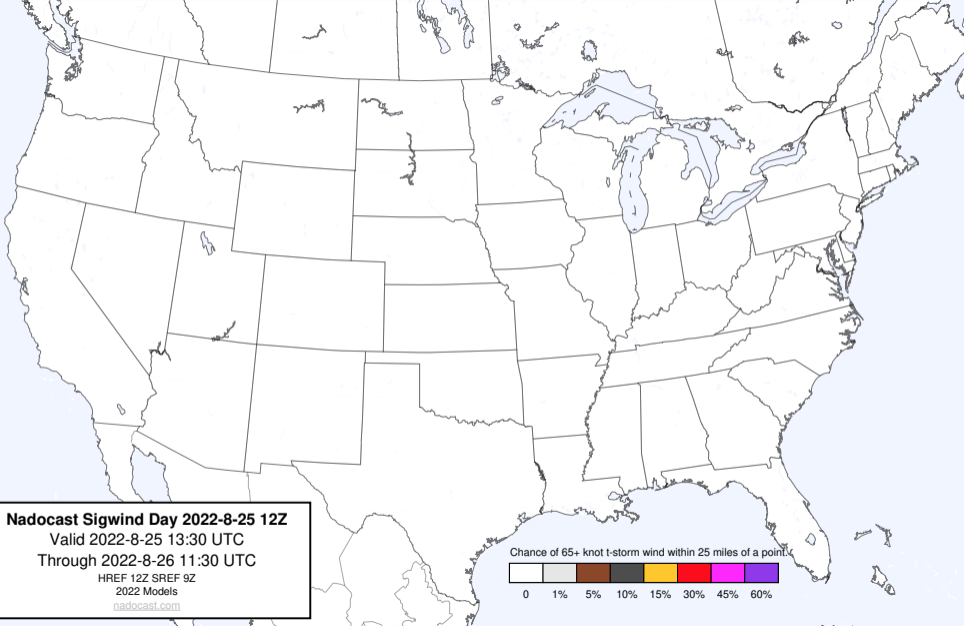 Nadocast Sigwind Day 2022-8-25 12Z
Valid 2022-8-25 13:30 UTC
Through 2022-8-26 11:30 UTC
HREF 12Z SREF 9Z
2022 Models
nadocast.com
Chance of 65+ knot t-storm wind within 25 miles of a point.
0 1% 5% 10% 15% 30% 45% 60%